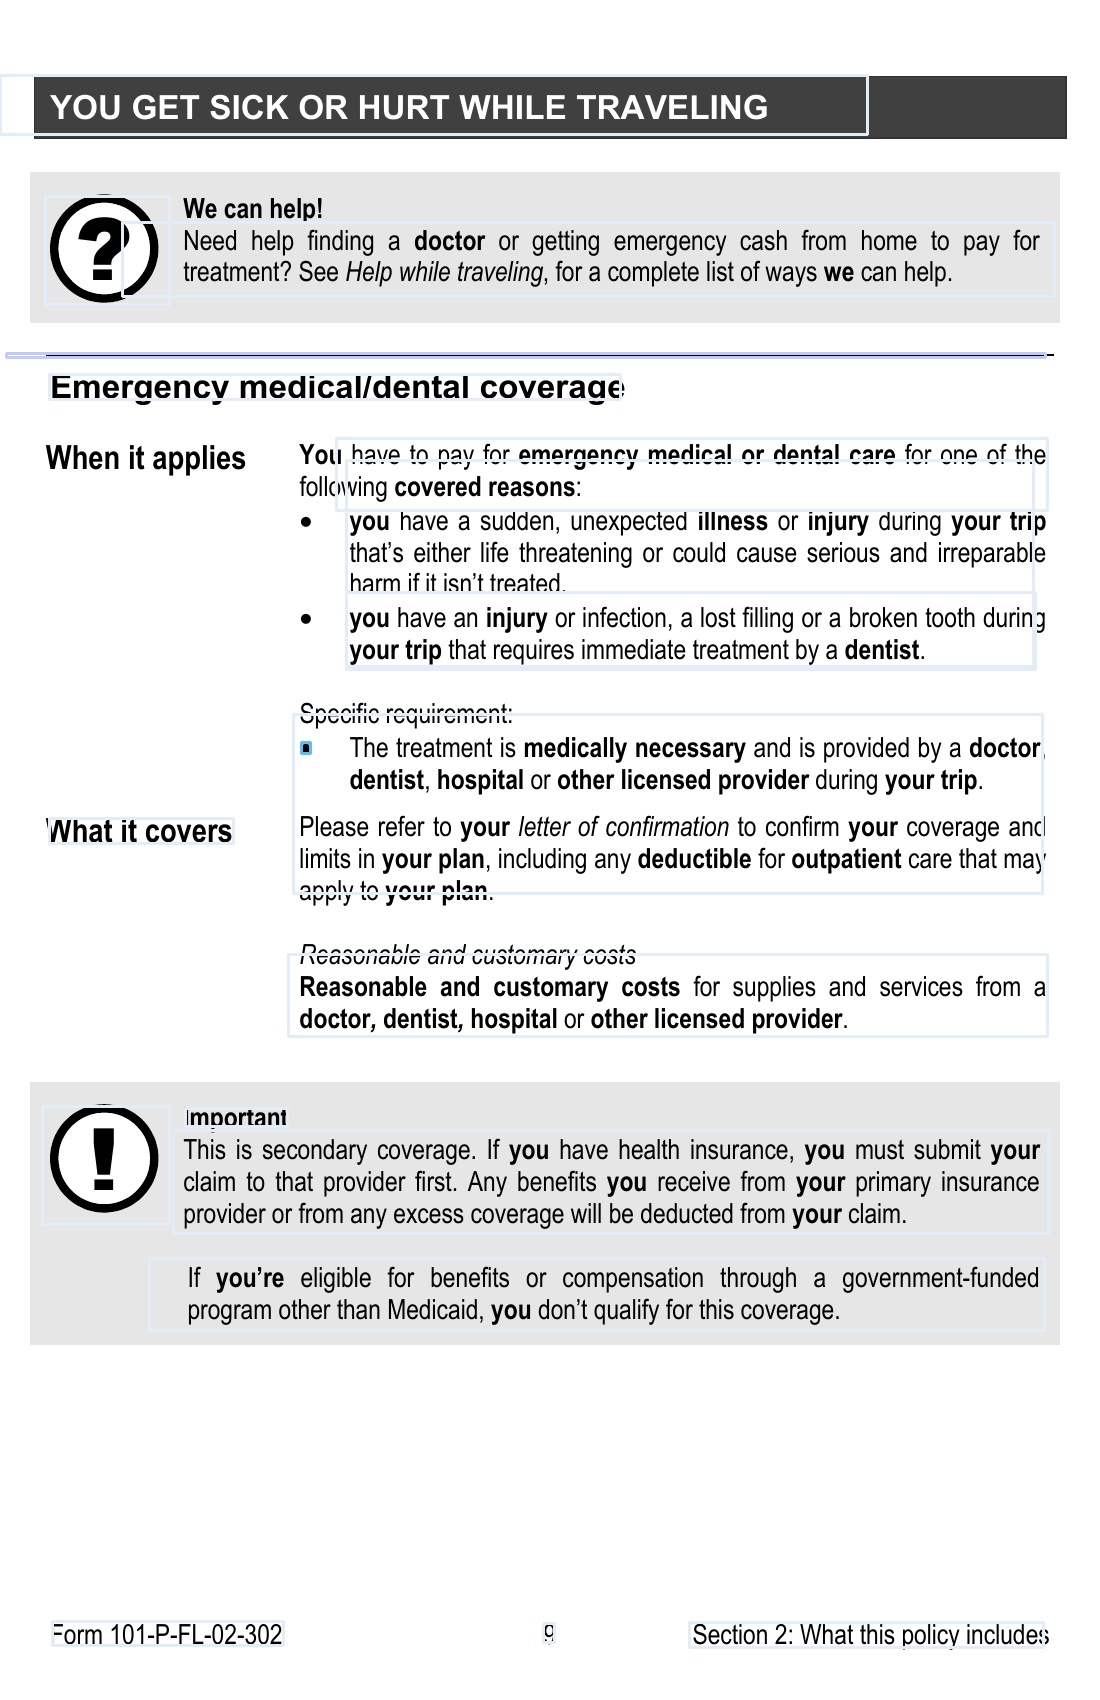 YOU GET SICK OR HURT WHILE TRAVELING
We can help!
Need help finding a doctor or getting emergency cash from home to pay for
treatment? See Help while traveling, for a complete list of ways we can help.
Emergency medical/dental coverage
When it applies
You have to pay for emergency medical or dental care for one of the
following covered reasons:
• you have a sudden, unexpected illness or injury during your trip
that's either life threatening or could cause serious and irreparable
harm if it isn't treated.
• you have an injury or infection, a lost filling or a broken tooth during
your trip that requires immediate treatment by a dentist.
Specific requirement:
▪ The treatment is medically necessary and is provided by a doctor,
dentist, hospital or other licensed provider during your trip.
What it covers
Please refer to your letter of confirmation to confirm your coverage and
limits in your plan, including any deductible for outpatient care that may
apply to your plan.
Reasonable and customary costs
Reasonable and customary costs for supplies and services from a
doctor, dentist, hospital or other licensed provider.
Important
This is secondary coverage. If you have health insurance, you must submit your
claim to that provider first. Any benefits you receive from your primary insurance
provider or from any excess coverage will be deducted from your claim.
If you're eligible for benefits or compensation through a government-funded
program other than Medicaid, you don't qualify for this coverage.
Form 101-P-FL-02-302
9
Section 2: What this policy includes